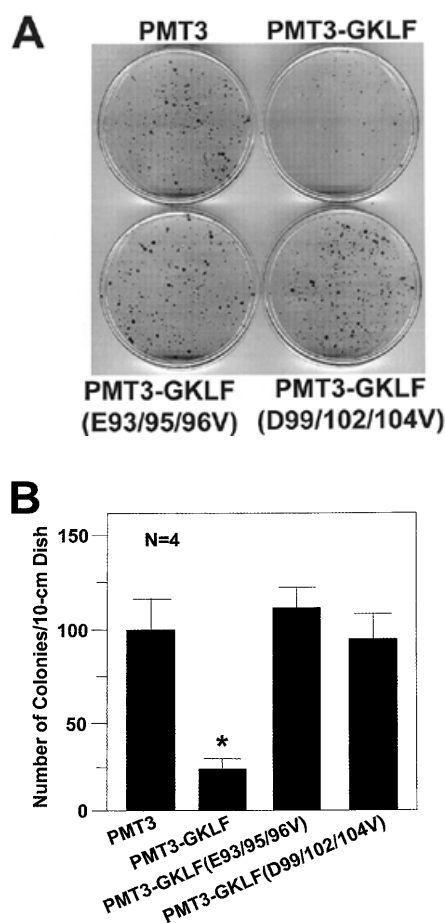 A
PMT3 PMT3-GKLF
PMT3-GKLF PMT3-GKLF
(E93/95/96V) (D99/102/104V)
B
Number of Colonies/10-cm Dish
150
100
50
0
N=4
*
PMT3
PMT3-GKLF
PMT3-GKLF(E93/95/96V)
PMT3-GKLF(D99/102/104V)